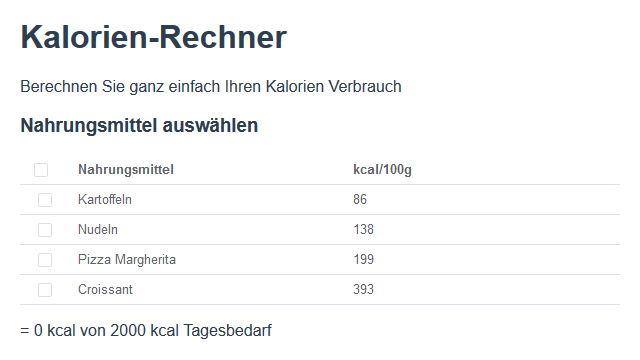 Kalorien-Rechner
Berechnen Sie ganz einfach Ihren Kalorien Verbrauch
Nahrungsmittel auswählen
Nahrungsmittel kcal/100g
Kartoffeln 86
Nudeln 138
Pizza Margherita 199
Croissant 393
= 0 kcal von 2000 kcal Tagesbedarf